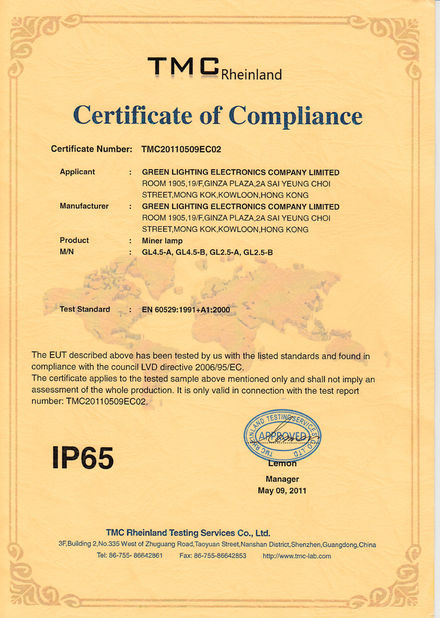 TMC Rheinland
Certificate of Compliance
Certificate Number: TMC20110509EC02
Applicant : GREEN LIGHTING ELECTRONICS COMPANY LIMITED
ROOM 1905,19/F,GINZA PLAZA,2A SAI YEUNG CHOI
STREET,MONG KOK,KOWLOON,HONG KONG
Manufacturer : GREEN LIGHTING ELECTRONICS COMPANY LIMITED
ROOM 1905,19/F,GINZA PLAZA,2A SAI YEUNG CHOI
STREET,MONG KOK,KOWLOON,HONG KONG
Product : Miner lamp
M/N : GL4.5-A, GL4.5-B, GL2.5-A, GL2.5-B
Test Standard : EN 60529:1991+A1:2000
The EUT described above has been tested by us with the listed standards and found in
compliance with the council LVD directive 2006/95/EC.
The certificate applies to the tested sample above mentioned only and shall not imply an
assessment of the whole production. It is only valid in connection with the test report
number: TMC20110509EC02.
TMC RHEINLAND TESTING SERVICES CO., LTD
APPROVED
IP65
Lemon
Manager
May 09, 2011
TMC Rheinland Testing Services Co., Ltd.
3F,Building 2,No.335 West of Zhuguang Road,Taoyuan Street,Nanshan District,Shenzhen,Guangdong,China
Tel: 86-755- 86642861 Fax: 86-755-86642853 http://www.tmc-lab.com